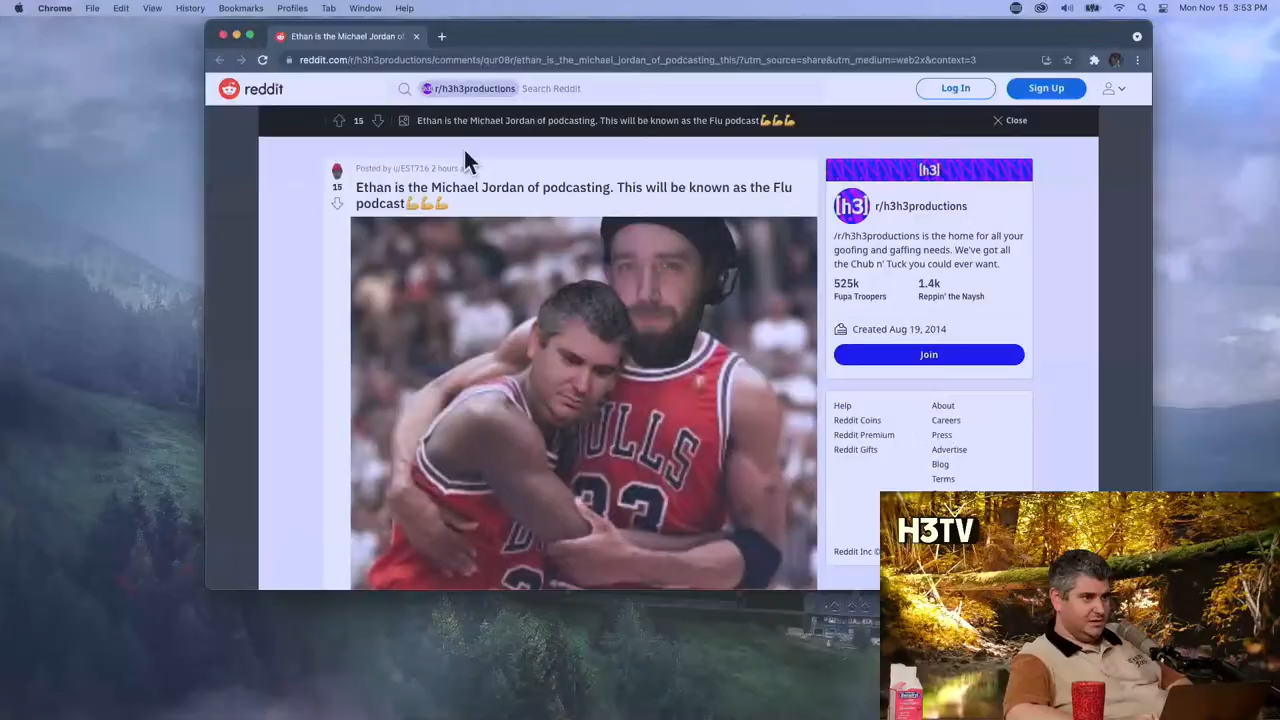 Chrome File Edit View History Bookmarks Profiles Tab Window Help
Mon Nov 15 3:53 PM
Ethan is the Michael Jordan of
reddit.com/r/h3h3productions/comments/qur08r/ethan_is_the_michael_jordan_of_podcasting_this/?utm_source=share&utm_medium=web2x&context=3
reddit
r/h3h3productions Search Reddit
Log In
Sign Up
15
Ethan is the Michael Jordan of podcasting. This will be known as the Flu podcast💪💪💪
Close
Posted by u/EST716 2 hours
15
Ethan is the Michael Jordan of podcasting. This will be known as the Flu
podcast💪💪💪
BULLS
33
[h3]
[h3]
r/h3h3productions
/r/h3h3productions is the home for all your
goofing and gaffing needs. We've got all
the Chub n' Tuck you could ever want.
525k 1.4k
Fupa Troopers Reppin' the Naysh
Created Aug 19, 2014
Join
Help About
Reddit Coins Careers
Reddit Premium Press
Reddit Gifts Advertise
Blog
Terms
Reddit Inc ©
H3TV